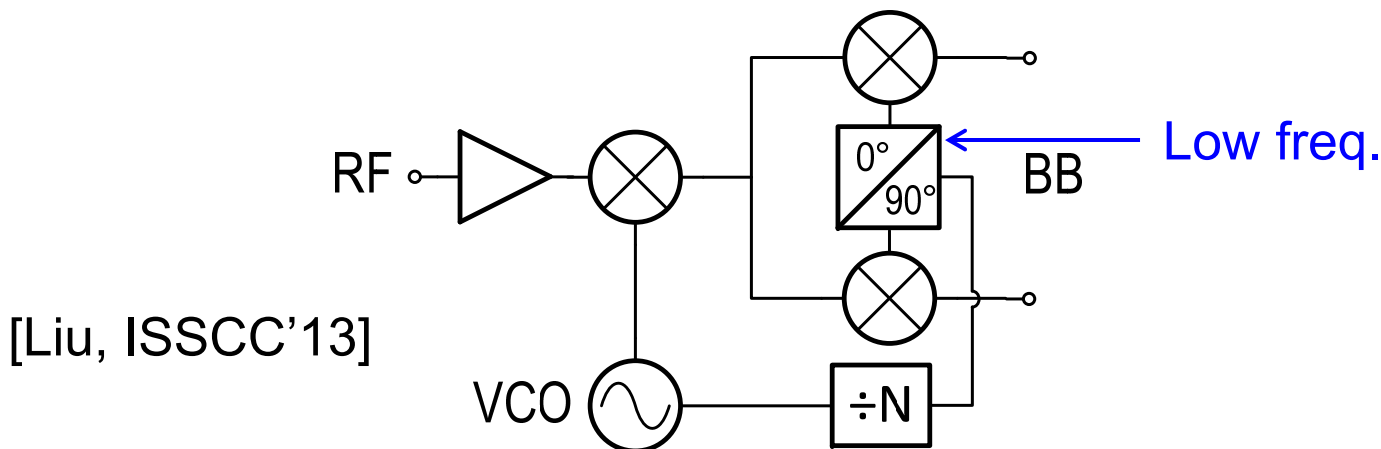 0°
90°
Low freq.
RF
BB
[Liu, ISSCC'13]
VCO
÷N